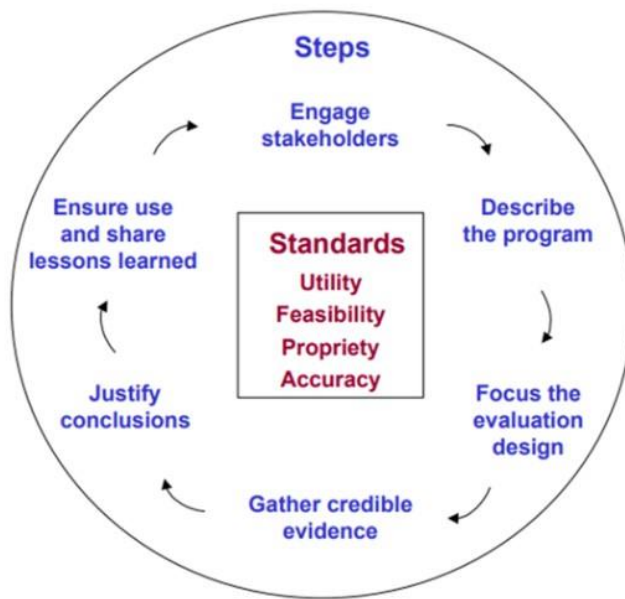 Steps
Engage
stakeholders
Describe
the program
Focus the
evaluation
design
Gather credible
evidence
Justify
conclusions
Ensure use
and share
lessons learned
Standards
Utility
Feasibility
Propriety
Accuracy